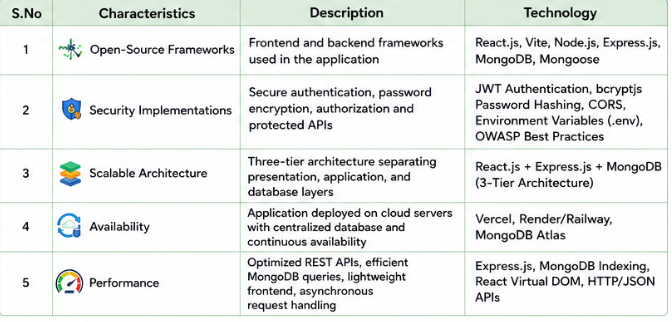 S.No Characteristics Description Technology
1 Open-Source Frameworks
Frontend and backend frameworks
used in the application
React.js, Vite, Node.js, Express.js,
MongoDB, Mongoose
2 Security Implementations
Secure authentication, password
encryption, authorization and
protected APIs
JWT Authentication, bcryptjs
Password Hashing, CORS,
Environment Variables (.env),
OWASP Best Practices
3 Scalable Architecture
Three-tier architecture separating
presentation, application, and
database layers
React.js + Express.js + MongoDB
(3-Tier Architecture)
4 Availability
Application deployed on cloud servers
with centralized database and
continuous availability
Vercel, Render/Railway,
MongoDB Atlas
5 Performance
Optimized REST APIs, efficient
MongoDB queries, lightweight
frontend, asynchronous
request handling
Express.js, MongoDB Indexing,
React Virtual DOM, HTTP/JSON
APIs